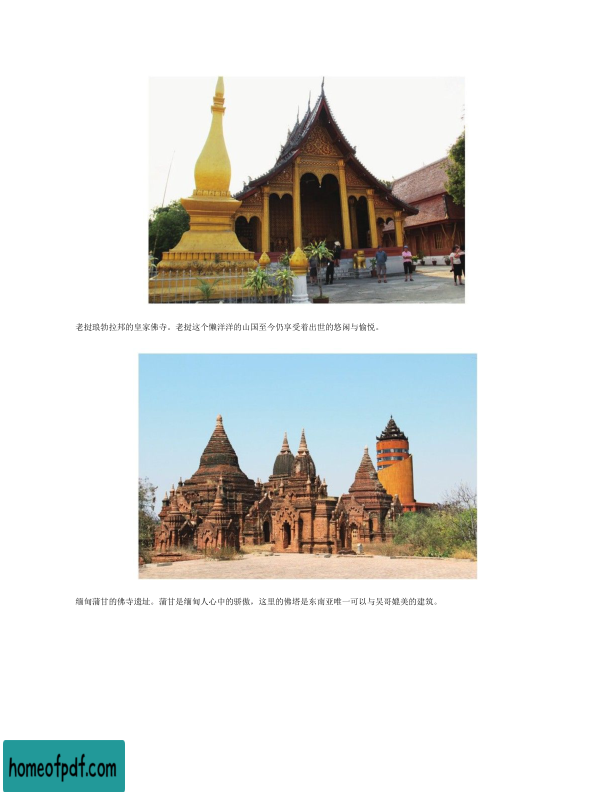 老挝琅勃拉邦的皇家佛寺。老挝这个懒洋洋的山国至今仍享受着出世的悠闲与愉悦。
缅甸蒲甘的佛寺遗址。蒲甘是缅甸人心中的骄傲，这里的佛塔是东南亚唯一可以与吴哥媲美的建筑。
homeofpdf.com